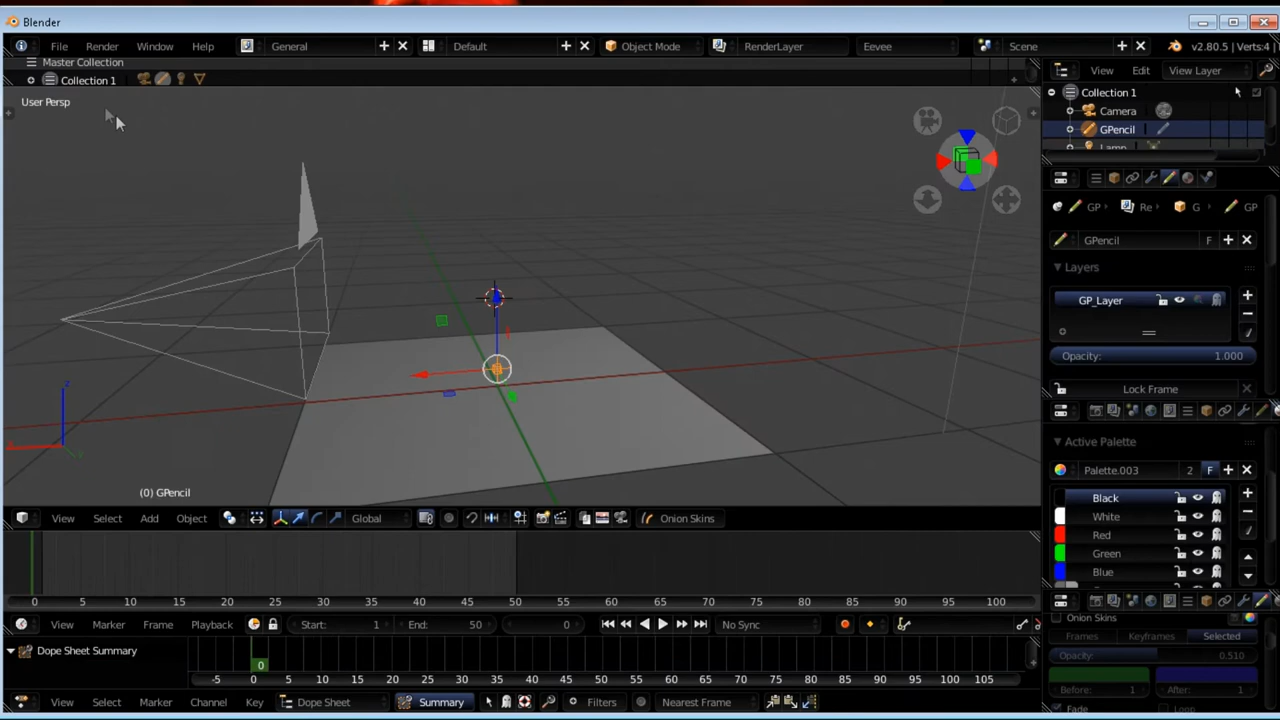 Blender
File Render Window Help General Default Object Mode RenderLayer Eevee Scene v2.80.5 | Verts:4 |
Master Collection
Collection 1
User Persp
(0) GPencil
View Select Add Object Global Onion Skins
0 5 10 15 20 25 30 35 40 45 50 55 60 65 70 75 80 85 90 95 100
View Marker Frame Playback Start: 1 End: 50 0 No Sync
Dope Sheet Summary
0
-5 0 5 10 15 20 25 30 35 40 45 50 55 60 65 70 75 80 85 90 95 100 105
View Select Marker Channel Key Dope Sheet Summary Filters Nearest Frame
View Edit View Layer
Collection 1
Camera
GPencil
Lamp
GP Re G GP
GPencil F
Layers
GP_Layer
Opacity: 1.000
Lock Frame
Active Palette
Palette.003 2 F
Black
White
Red
Green
Blue
Onion Skins
Frames Keyframes Selected
Opacity: 0.510
Before: 1 After: 1
Fade Loop